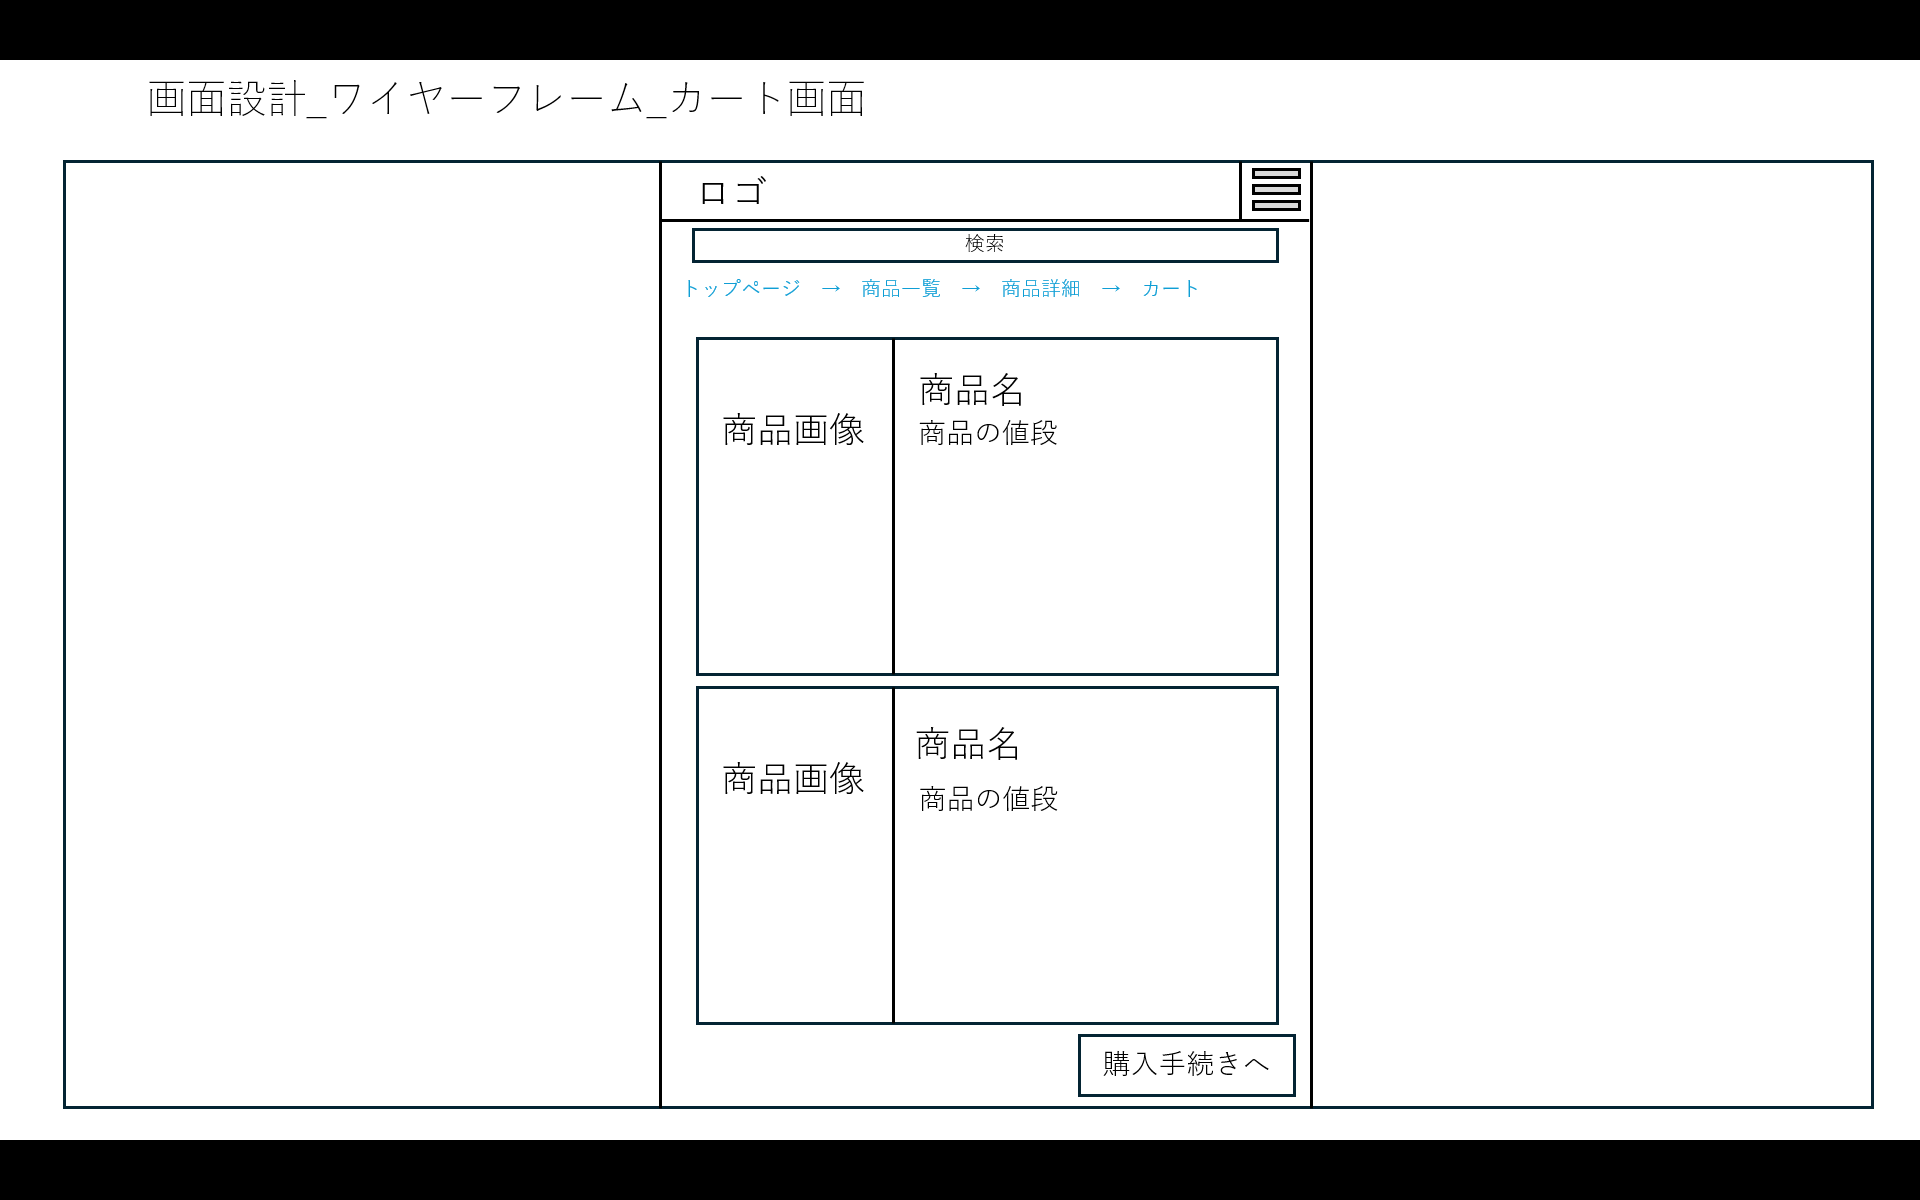 画面設計_ワイヤーフレーム_カート画面
ロゴ
検索
トップページ　→　商品一覧　→　商品詳細　→　カート
商品画像
商品名
商品の値段
商品画像
商品名
商品の値段
購入手続きへ